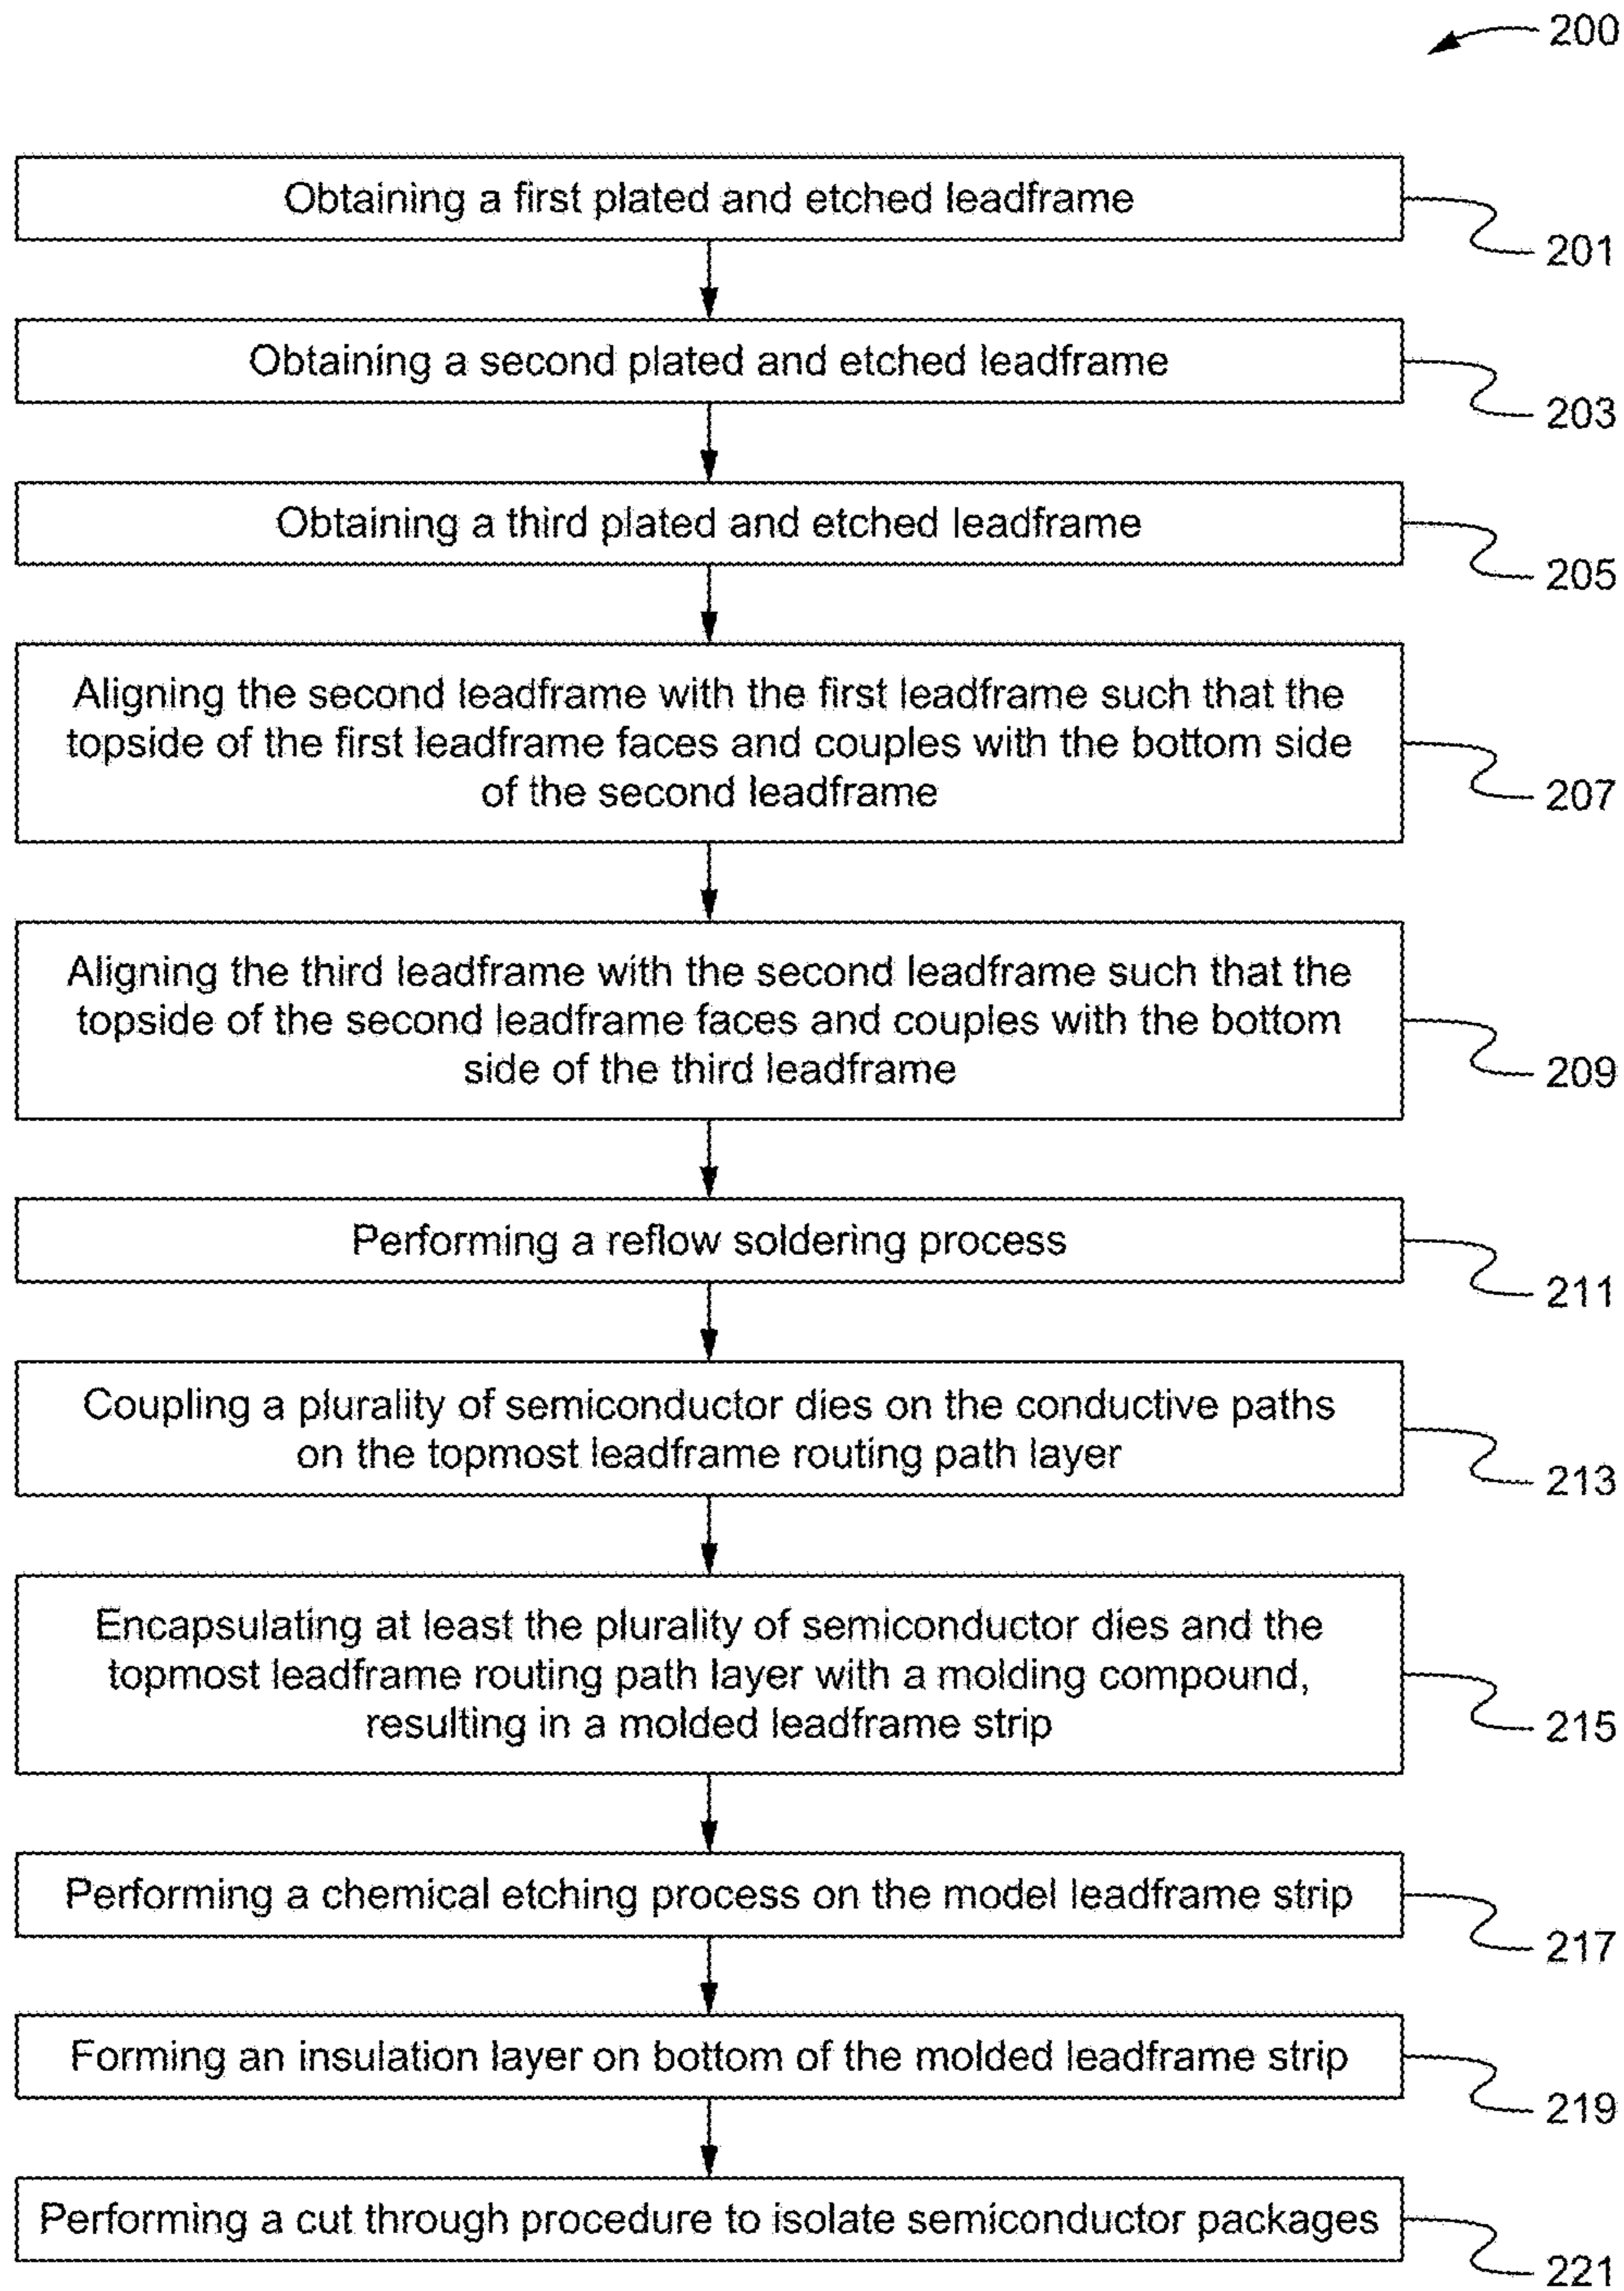 200
Obtaining a first plated and etched leadframe
201
Obtaining a second plated and etched leadframe
203
Obtaining a third plated and etched leadframe
205
Aligning the second leadframe with the first leadframe such that the
topside of the first leadframe faces and couples with the bottom side
of the second leadframe
207
Aligning the third leadframe with the second leadframe such that the
topside of the second leadframe faces and couples with the bottom
side of the third leadframe
209
Performing a reflow soldering process
211
Coupling a plurality of semiconductor dies on the conductive paths
on the topmost leadframe routing path layer
213
Encapsulating at least the plurality of semiconductor dies and the
topmost leadframe routing path layer with a molding compound,
resulting in a molded leadframe strip
215
Performing a chemical etching process on the model leadframe strip
217
Forming an insulation layer on bottom of the molded leadframe strip
219
Performing a cut through procedure to isolate semiconductor packages
221